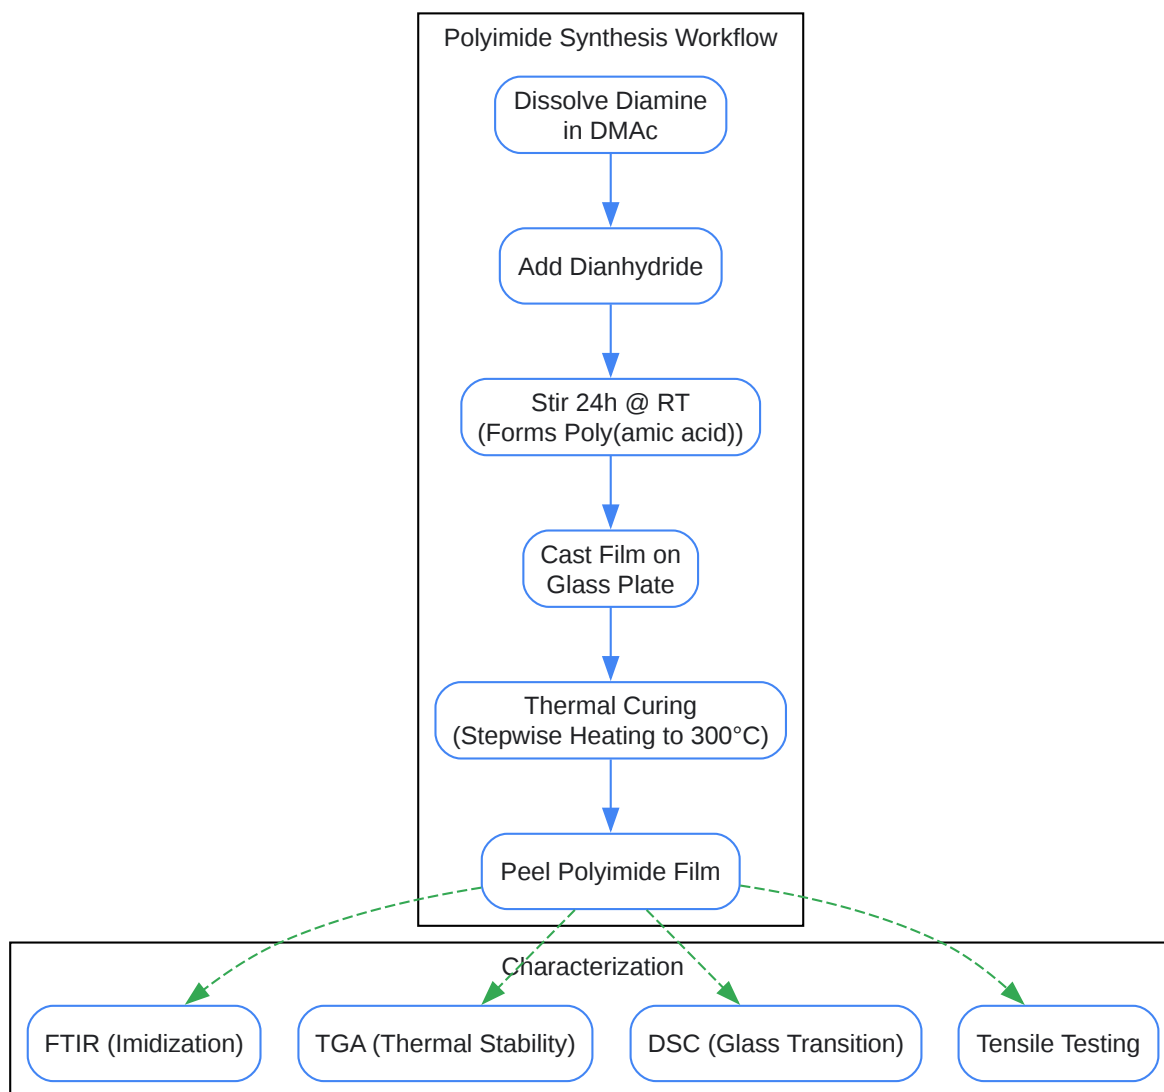 Polyimide Synthesis Workflow
Dissolve Diamine
in DMAc
Add Dianhydride
Stir 24h @ RT
(Forms Poly(amic acid))
Cast Film on
Glass Plate
Thermal Curing
(Stepwise Heating to 300°C)
Peel Polyimide Film
Characterization
FTIR (Imidization)
TGA (Thermal Stability)
DSC (Glass Transition)
Tensile Testing